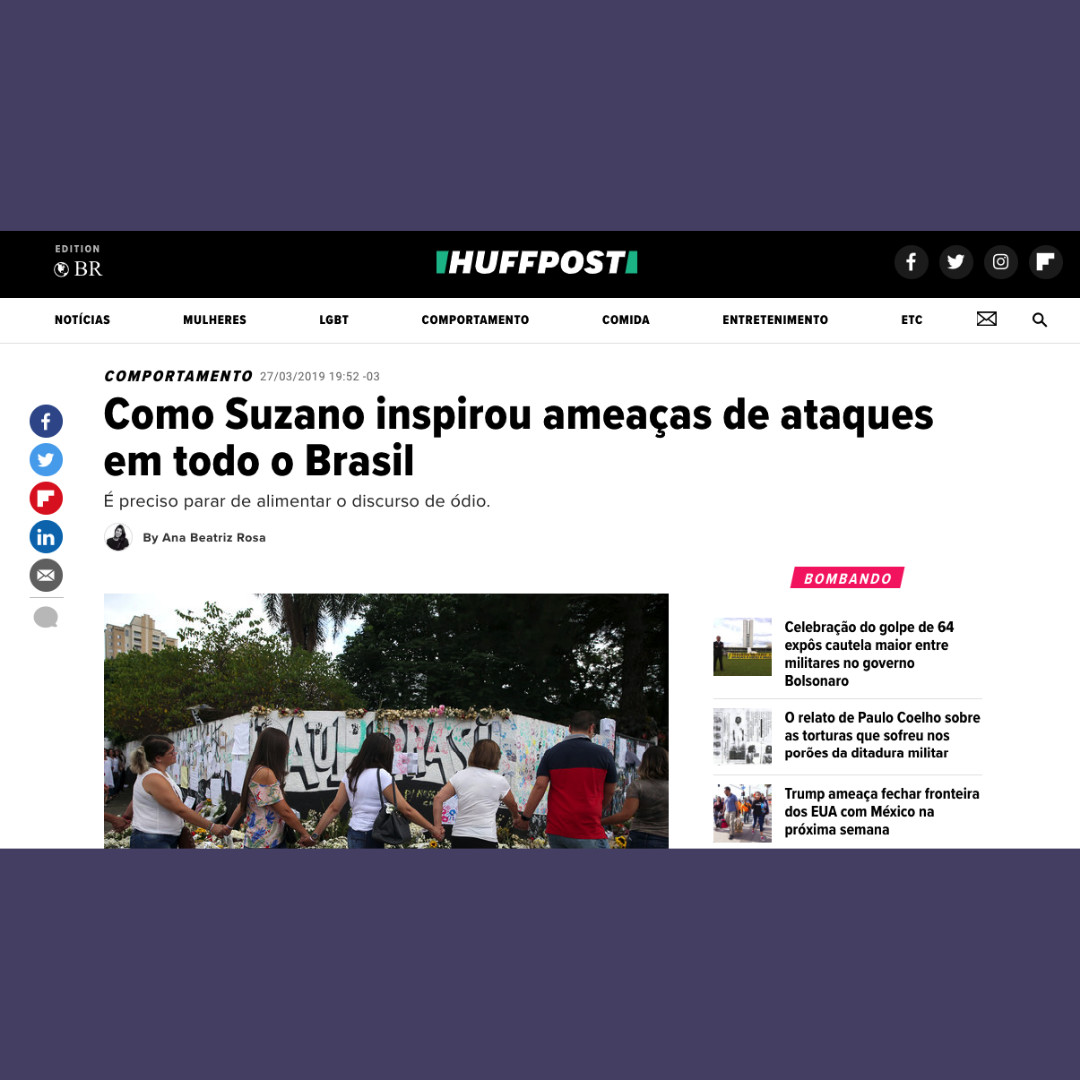 EDITION
BR
HUFFPOST
NOTÍCIAS MULHERES LGBT COMPORTAMENTO COMIDA ENTRETENIMENTO ETC
COMPORTAMENTO 27/03/2019 19:52 -03
Como Suzano inspirou ameaças de ataques
em todo o Brasil
É preciso parar de alimentar o discurso de ódio.
By Ana Beatriz Rosa
BOMBANDO
Celebração do golpe de 64
expôs cautela maior entre
militares no governo
Bolsonaro
O relato de Paulo Coelho sobre
as torturas que sofreu nos
porões da ditadura militar
Trump ameaça fechar fronteira
dos EUA com México na
próxima semana